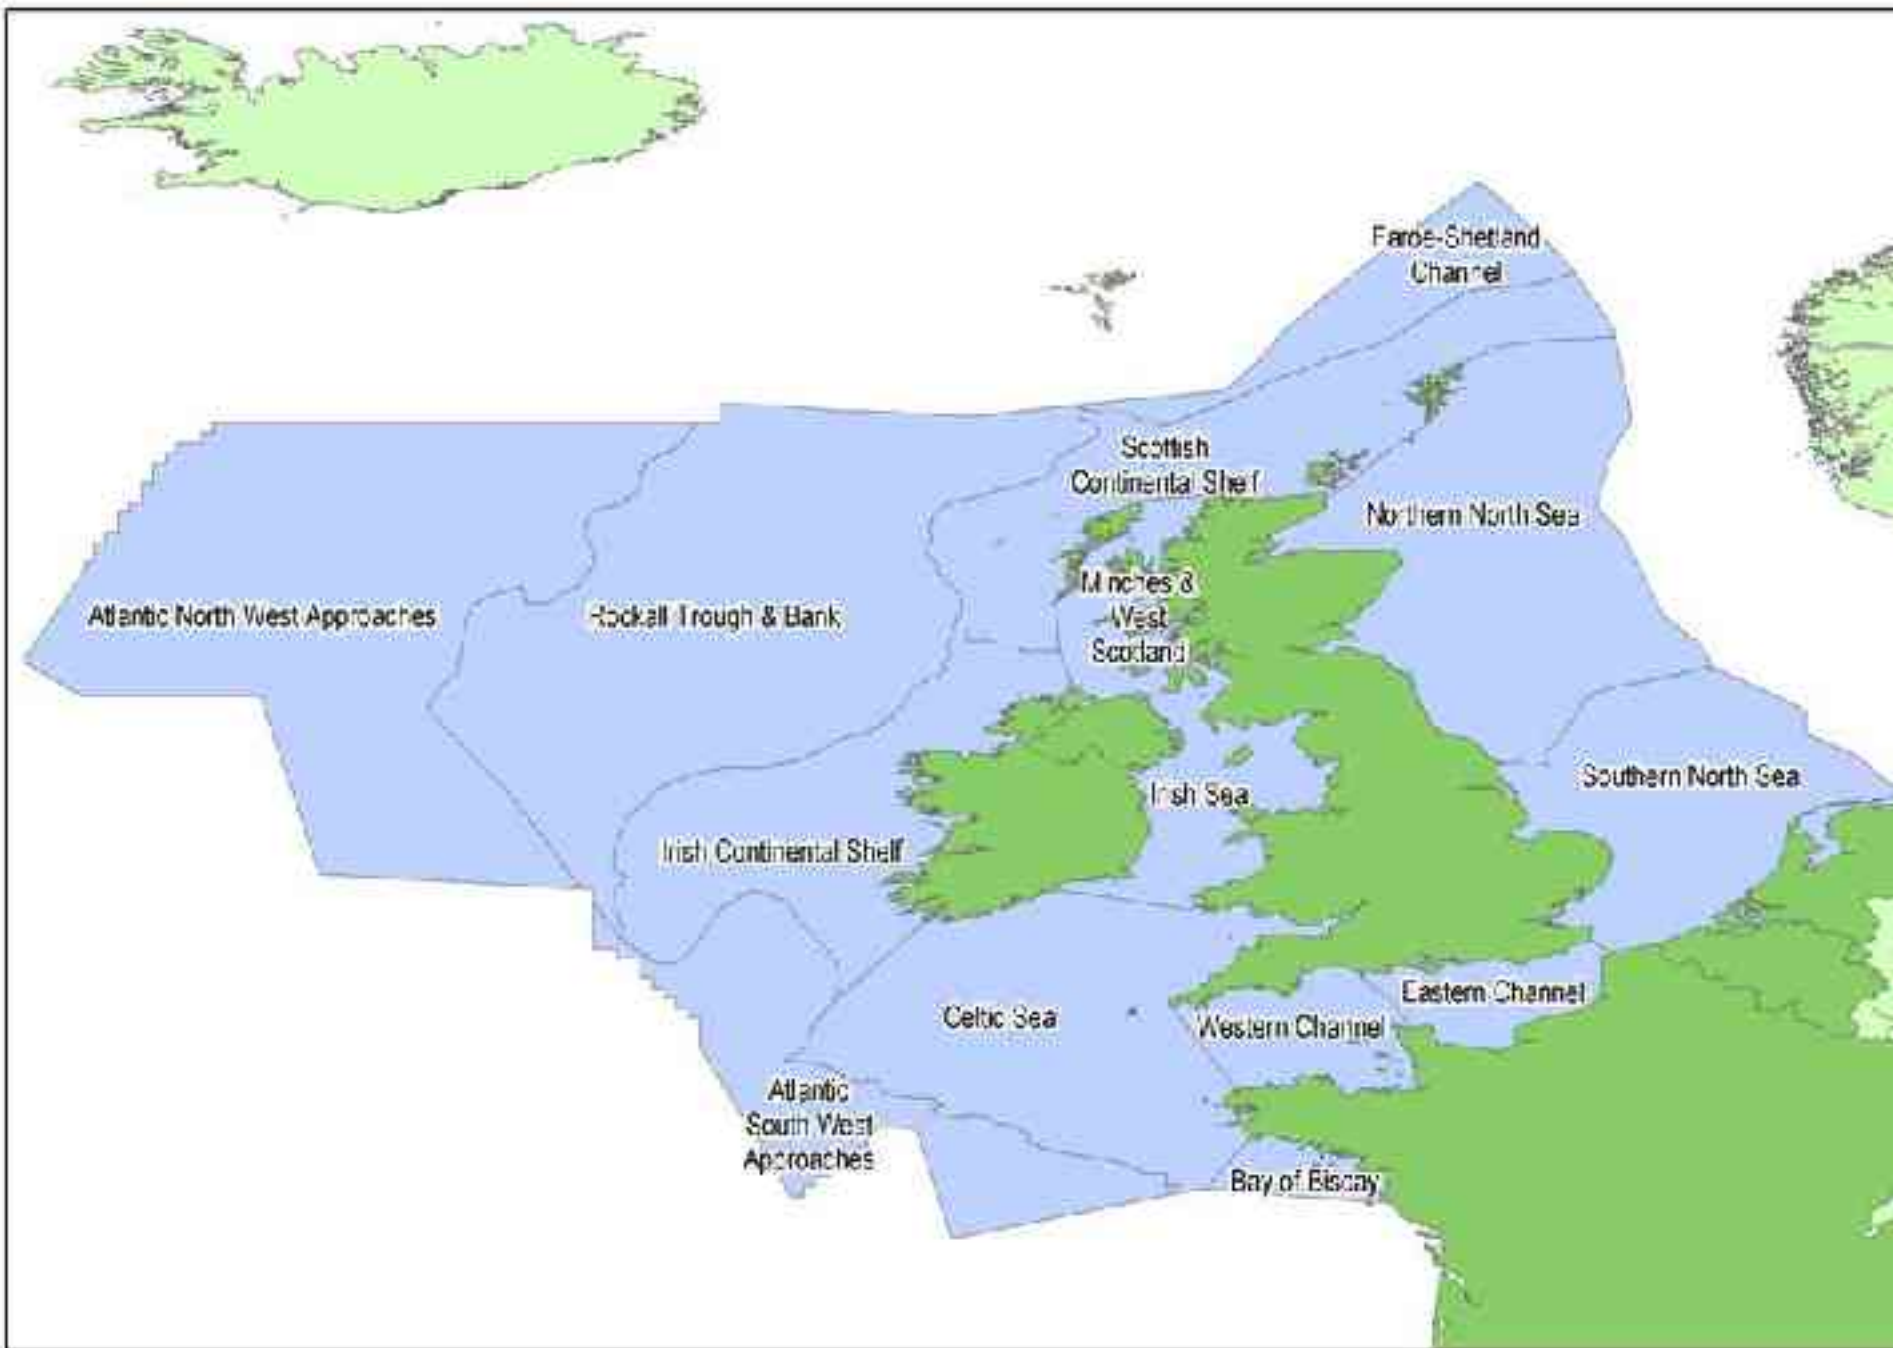 Faroe-Shetland
Channel
Scottish
Continental Shelf
Northern North Sea
Minches &
West
Scotland
Atlantic North West Approaches
Rockall Trough & Bank
Southern North Sea
Irish Sea
Irish Continental Shelf
Eastern Channel
Celtic Sea
Western Channel
Atlantic
South West
Approaches
Bay of Biscay